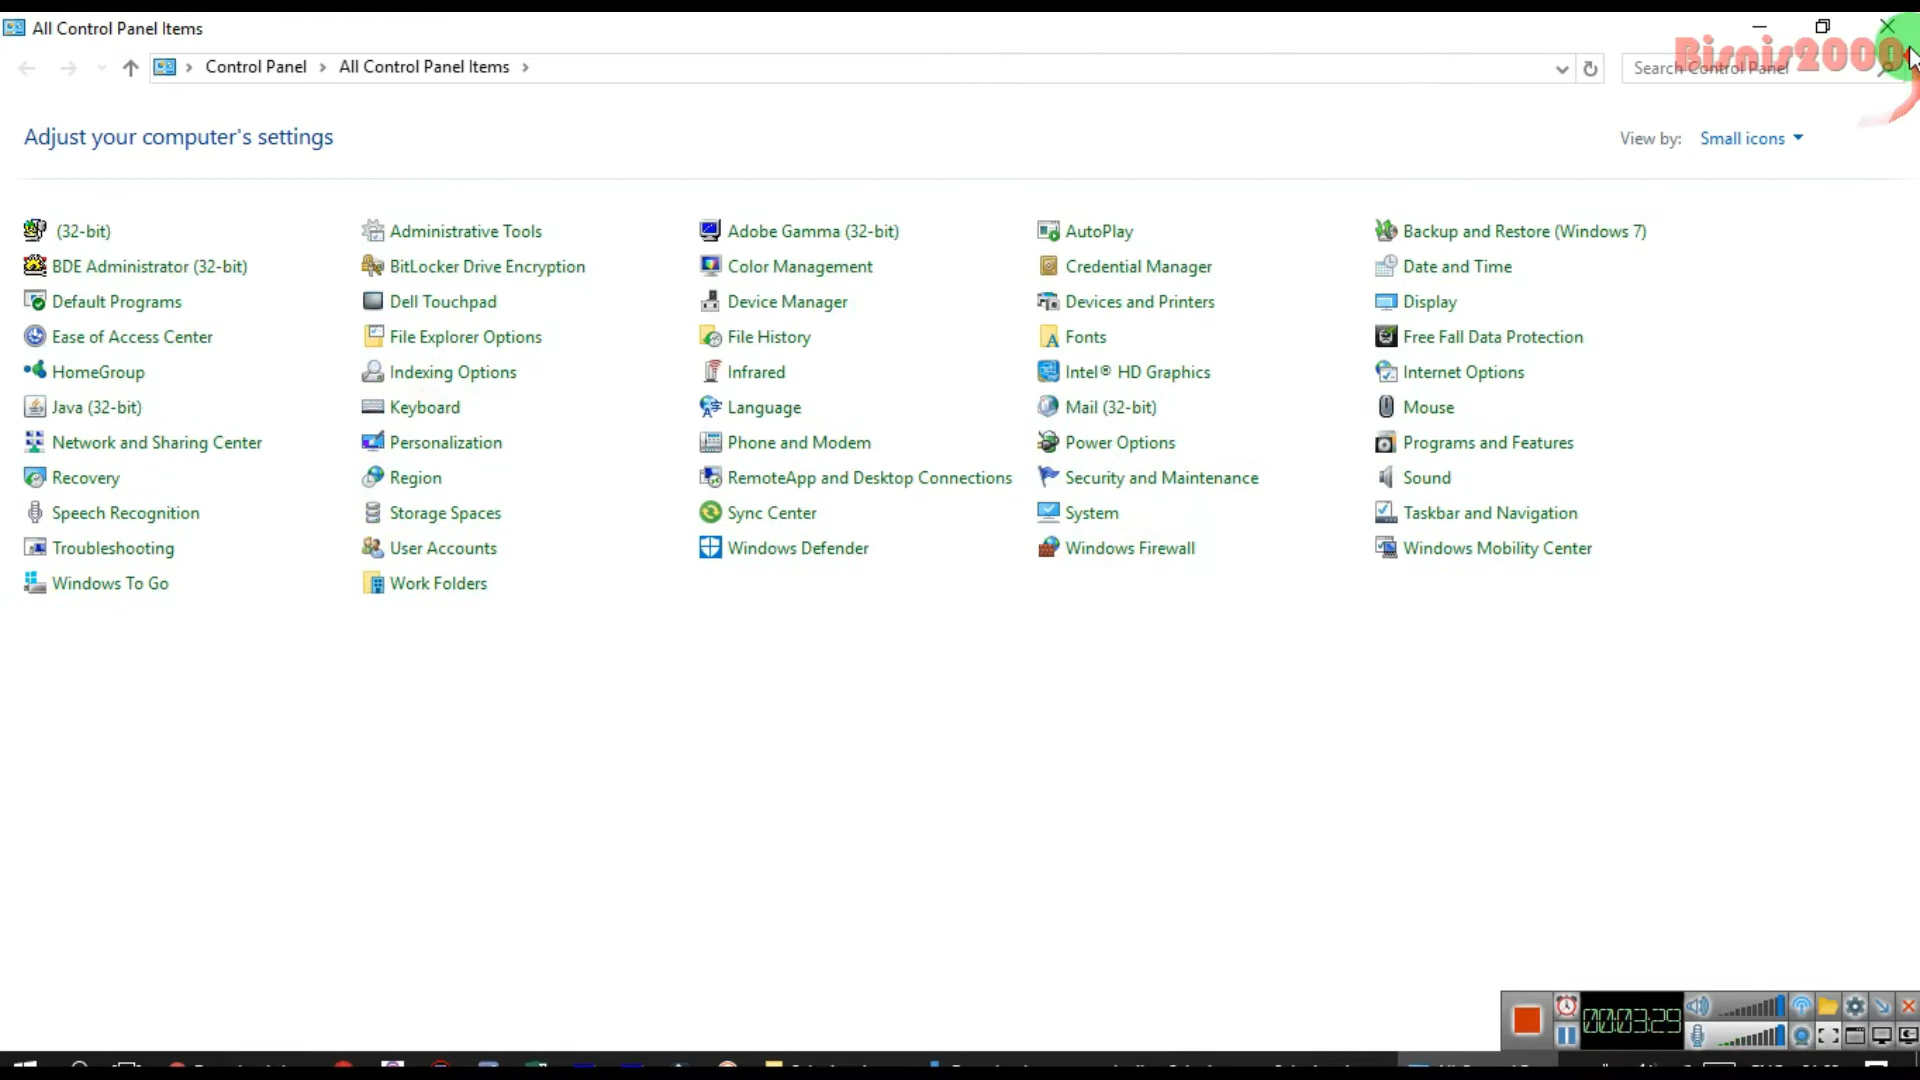 All Control Panel Items
Bisnis2000
Control Panel > All Control Panel Items >
Search Control Panel
Adjust your computer's settings
View by: Small icons
(32-bit) Administrative Tools Adobe Gamma (32-bit) AutoPlay Backup and Restore (Windows 7)
BDE Administrator (32-bit) BitLocker Drive Encryption Color Management Credential Manager Date and Time
Default Programs Dell Touchpad Device Manager Devices and Printers Display
Ease of Access Center File Explorer Options File History Fonts Free Fall Data Protection
HomeGroup Indexing Options Infrared Intel® HD Graphics Internet Options
Java (32-bit) Keyboard Language Mail (32-bit) Mouse
Network and Sharing Center Personalization Phone and Modem Power Options Programs and Features
Recovery Region RemoteApp and Desktop Connections Security and Maintenance Sound
Speech Recognition Storage Spaces Sync Center System Taskbar and Navigation
Troubleshooting User Accounts Windows Defender Windows Firewall Windows Mobility Center
Windows To Go Work Folders
00:03:29